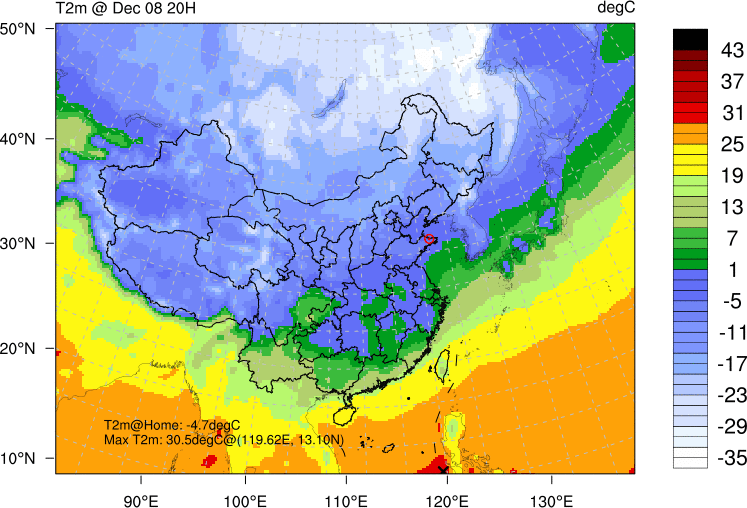 T2m @ Dec 08 20H
degC
50°N
40°N
30°N
20°N
10°N
90°E
100°E
110°E
120°E
130°E
T2m@Home: -4.7degC
Max T2m: 30.5degC@(119.62E, 13.10N)
43
37
31
25
19
13
7
1
-5
-11
-17
-23
-29
-35